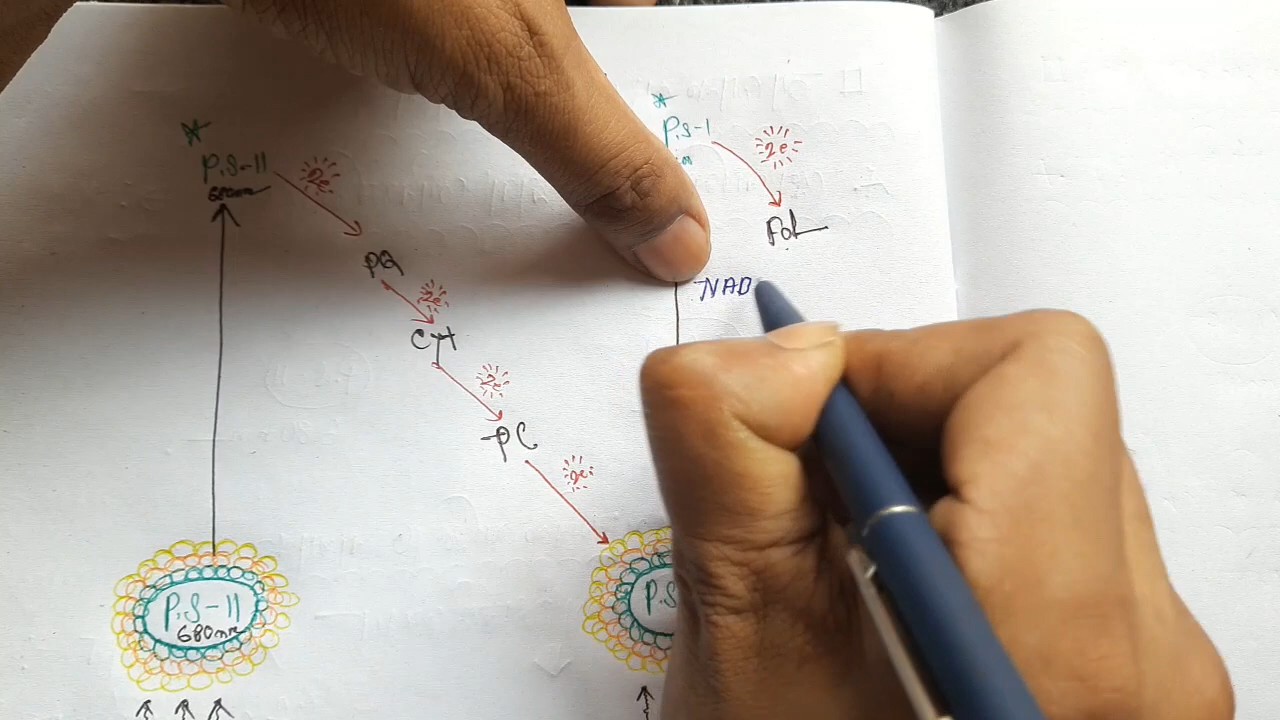 P.S-II
680nm
2e
PQ
2e
Cyt
2e
PC
2e
P.S-II
680nm
P.S-I
2e
Fd
NAD
P.S